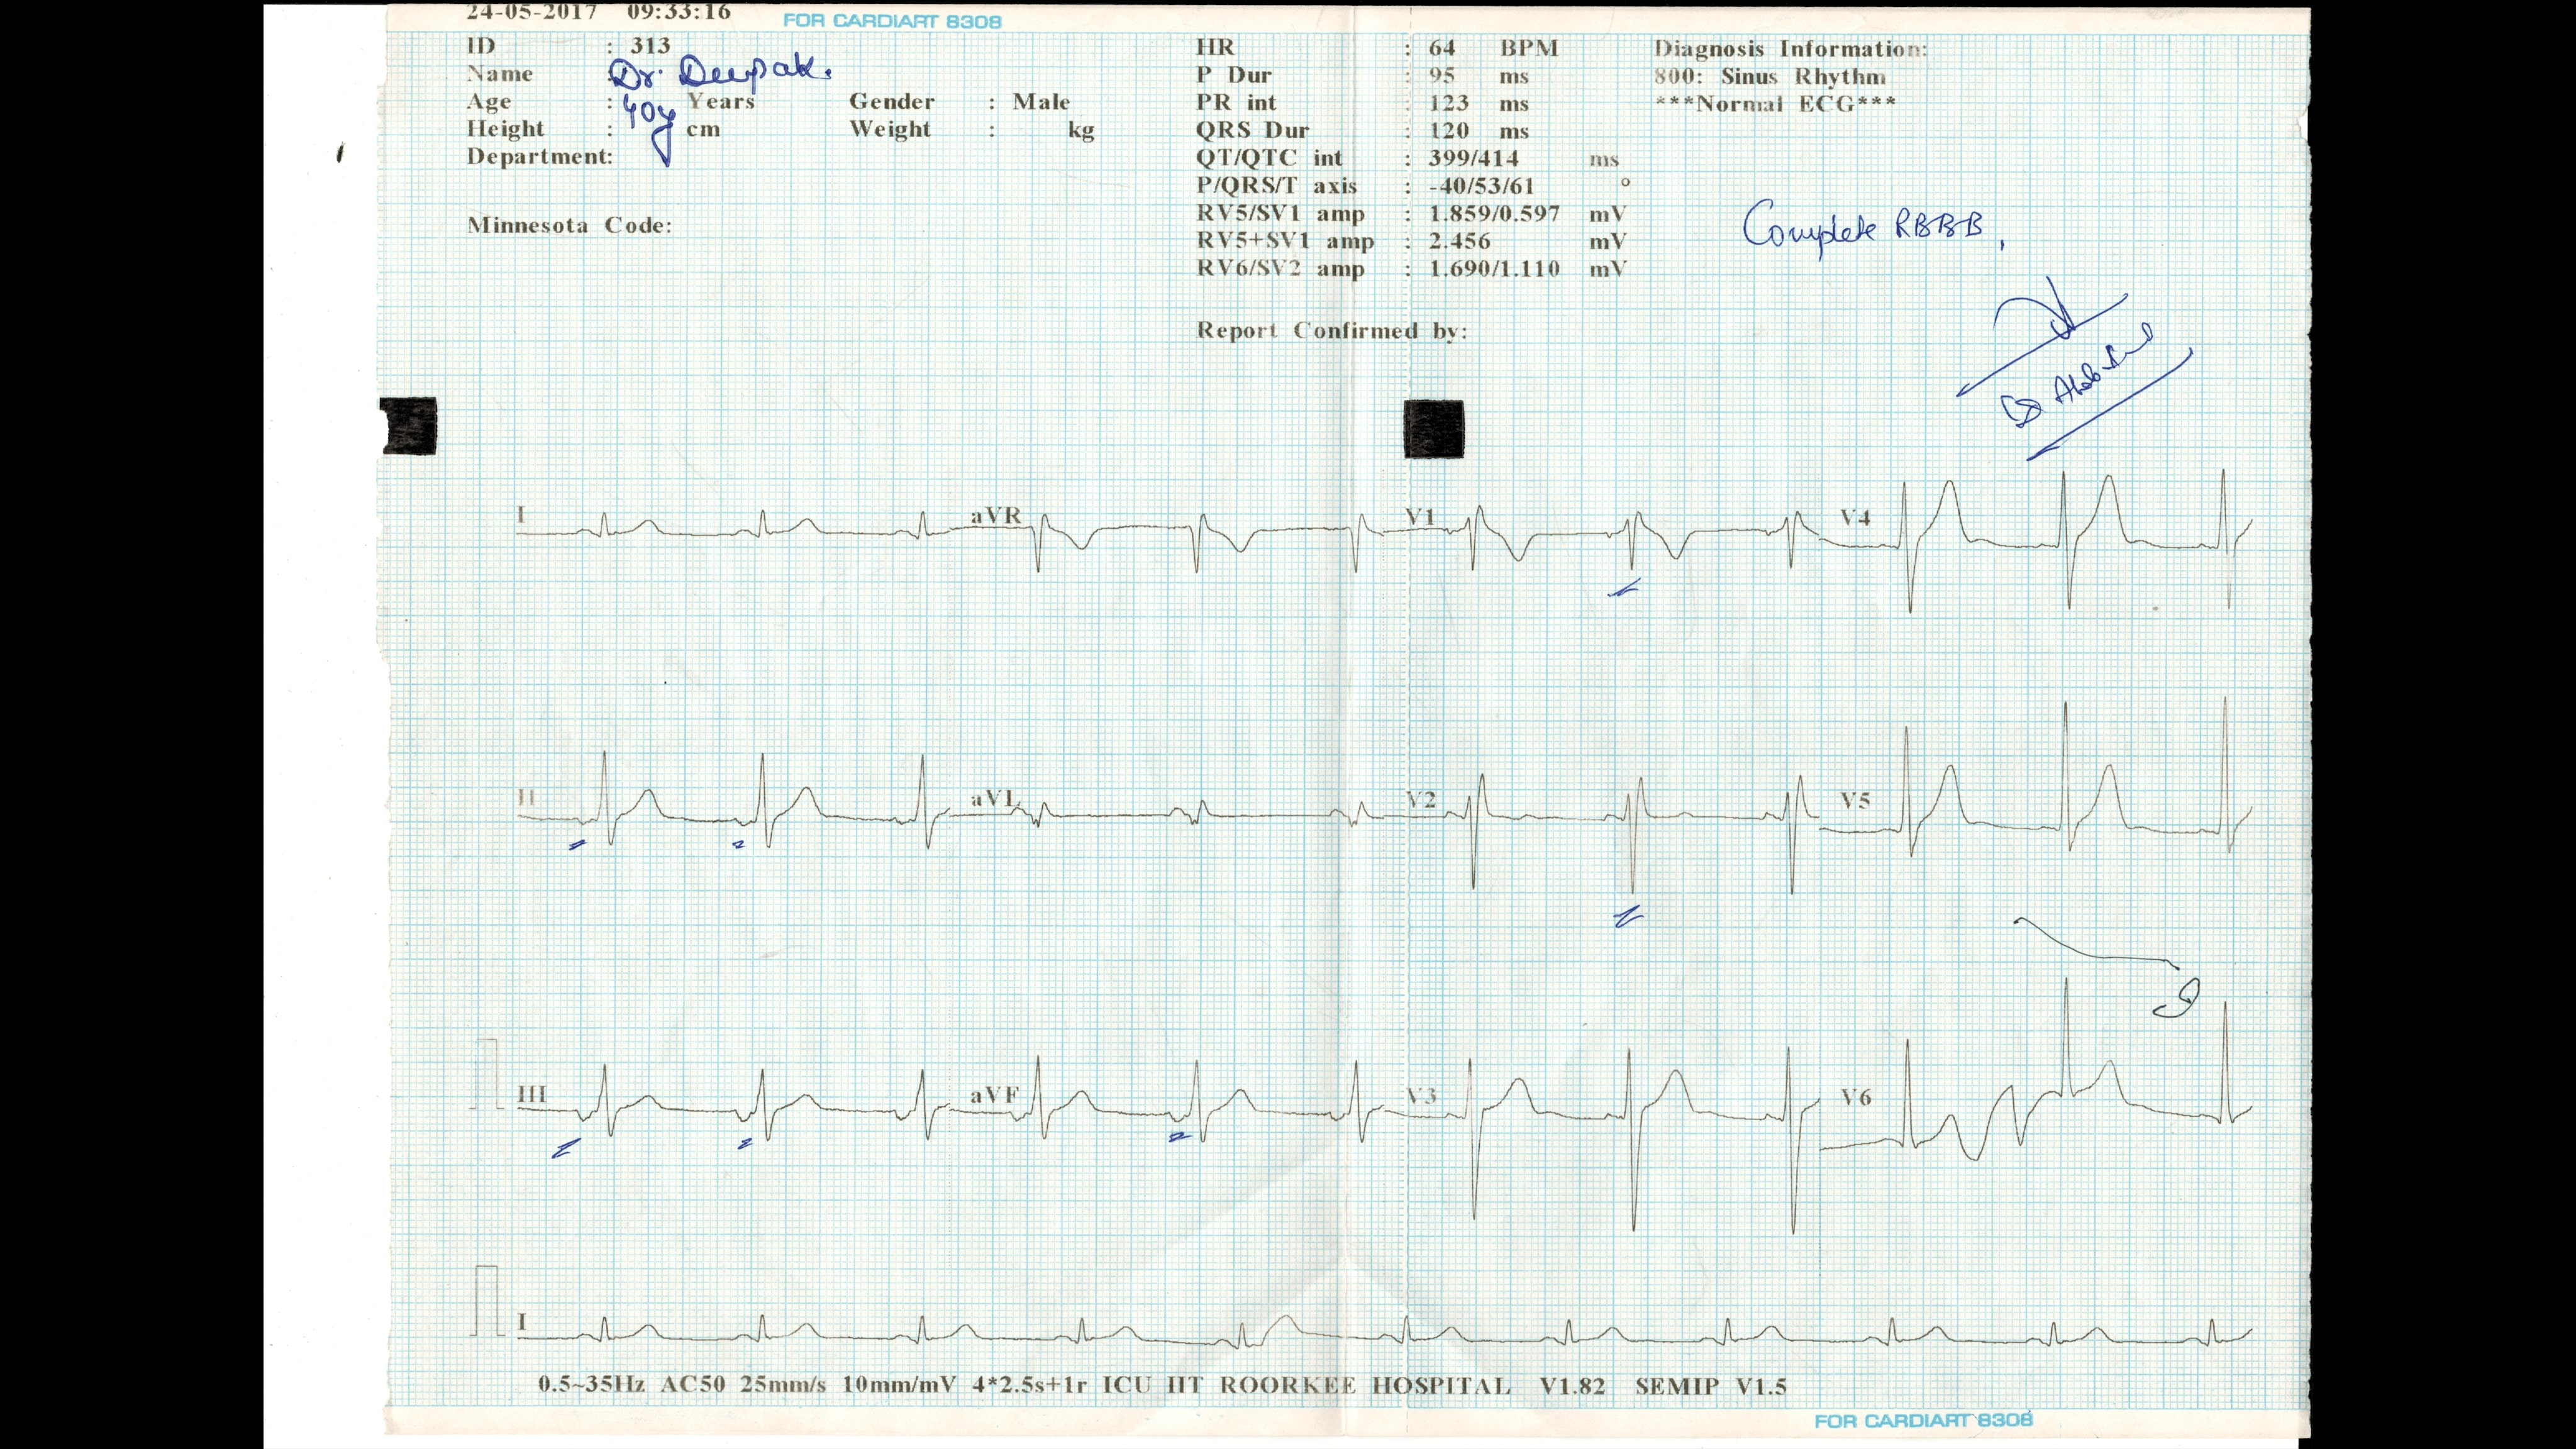 24-05-2017 09:33:16 FOR CARDIART 8308
ID : 313
Name : Dr. Deepak.
Age : 40y Years Gender : Male
Height : cm Weight : kg
Department:
Minnesota Code:
HR : 64 BPM
P Dur : 95 ms
PR int : 123 ms
QRS Dur : 120 ms
QT/QTC int : 399/414 ms
P/QRS/T axis : -40/53/61 °
RV5/SV1 amp : 1.859/0.597 mV
RV5+SV1 amp : 2.456 mV
RV6/SV2 amp : 1.690/1.110 mV
Report Confirmed by:
Diagnosis Information:
800: Sinus Rhythm
***Normal ECG***
Complete RBBB,
I aVR V1 V4
II aVL V2 V5
III aVF V3 V6
I
0.5~35Hz AC50 25mm/s 10mm/mV 4*2.5s+1r ICU IIT ROORKEE HOSPITAL V1.82 SEMIP V1.5
FOR CARDIART 8308